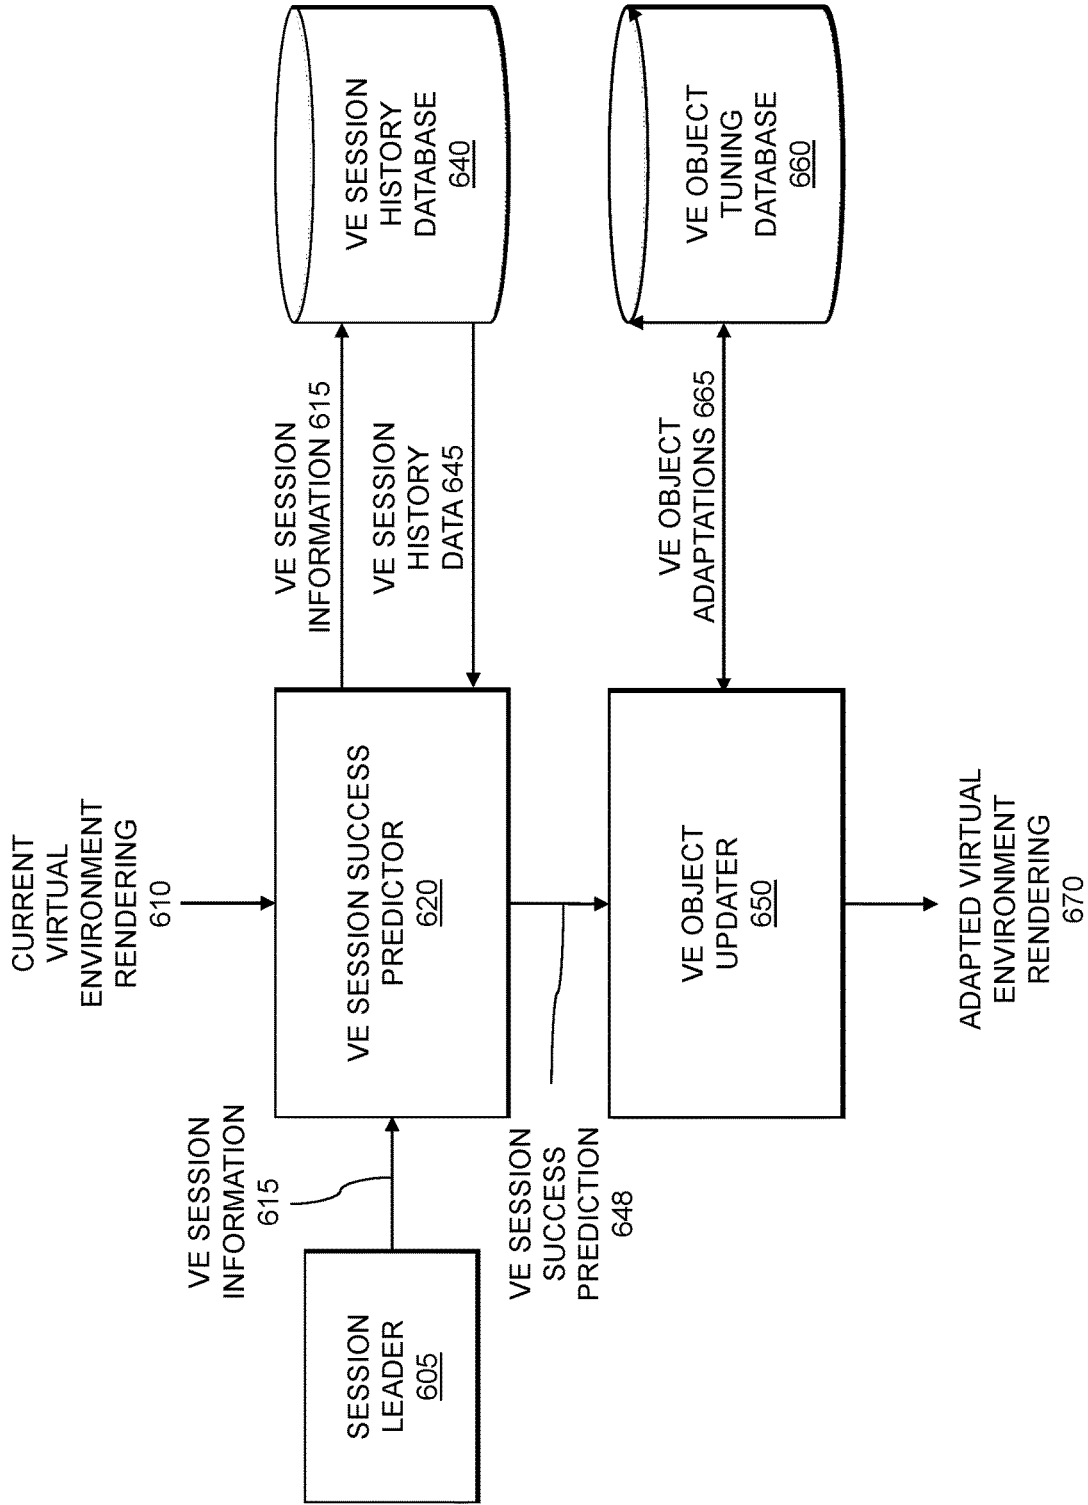 CURRENT
VIRTUAL
ENVIRONMENT
RENDERING
610
VE SESSION
INFORMATION
615
SESSION
LEADER
605
VE SESSION SUCCESS
PREDICTOR
620
VE SESSION
INFORMATION 615
VE SESSION
HISTORY
DATA 645
VE SESSION
HISTORY
DATABASE
640
VE SESSION
SUCCESS
PREDICTION
648
VE OBJECT
UPDATER
650
VE OBJECT
ADAPTATIONS 665
VE OBJECT
TUNING
DATABASE
660
ADAPTED VIRTUAL
ENVIRONMENT
RENDERING
670